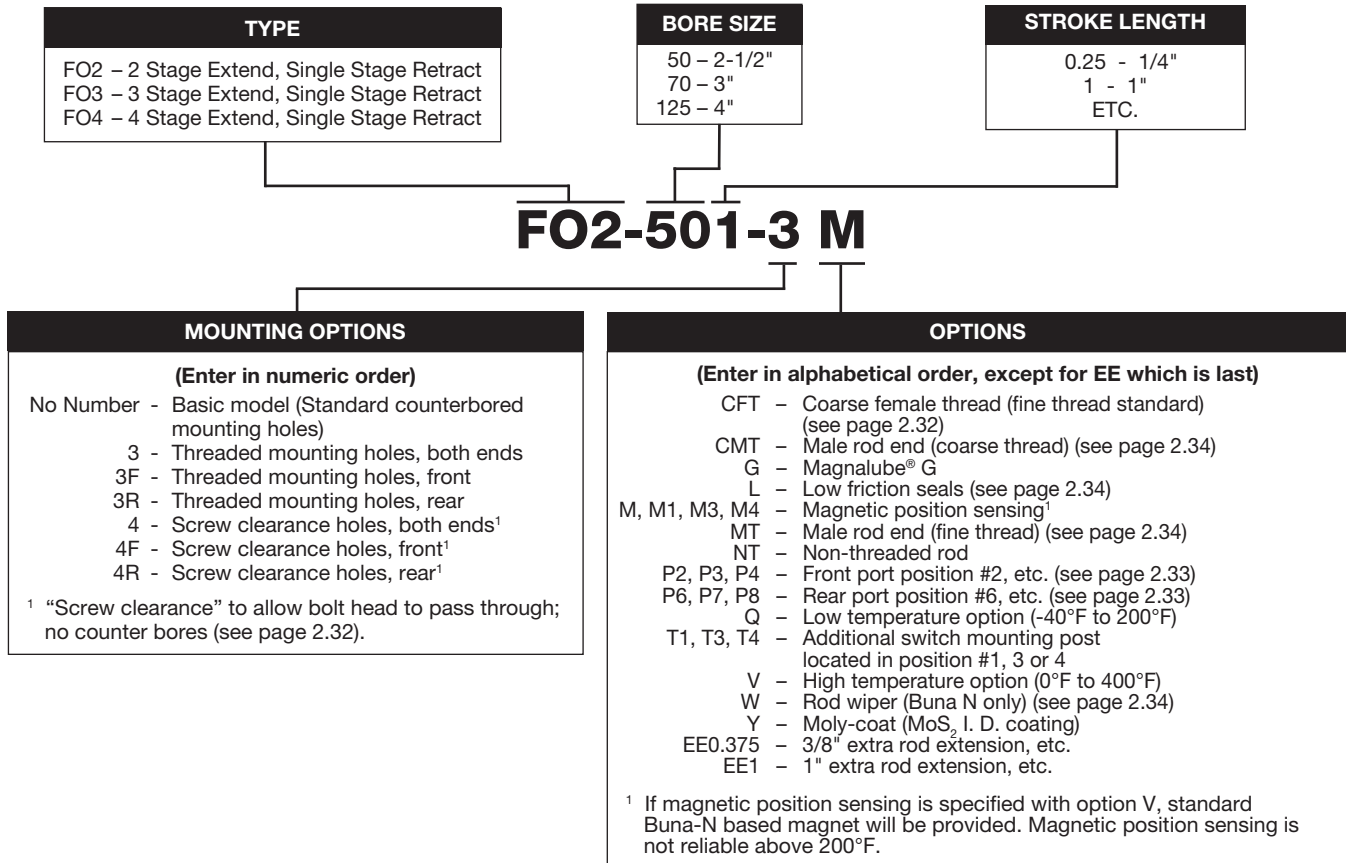 TYPE
FO2 – 2 Stage Extend, Single Stage Retract
FO3 – 3 Stage Extend, Single Stage Retract
FO4 – 4 Stage Extend, Single Stage Retract
BORE SIZE
50 – 2-1/2"
70 – 3"
125 – 4"
STROKE LENGTH
0.25 - 1/4"
1 - 1"
ETC.
FO2-501-3 M
MOUNTING OPTIONS
(Enter in numeric order)
No Number - Basic model (Standard counterbored
mounting holes)
3 - Threaded mounting holes, both ends
3F - Threaded mounting holes, front
3R - Threaded mounting holes, rear
4 - Screw clearance holes, both ends¹
4F - Screw clearance holes, front¹
4R - Screw clearance holes, rear¹
¹ "Screw clearance" to allow bolt head to pass through;
no counter bores (see page 2.32).
OPTIONS
(Enter in alphabetical order, except for EE which is last)
CFT – Coarse female thread (fine thread standard)
(see page 2.32)
CMT – Male rod end (coarse thread) (see page 2.34)
G – Magnalube® G
L – Low friction seals (see page 2.34)
M, M1, M3, M4 – Magnetic position sensing¹
MT – Male rod end (fine thread) (see page 2.34)
NT – Non-threaded rod
P2, P3, P4 – Front port position #2, etc. (see page 2.33)
P6, P7, P8 – Rear port position #6, etc. (see page 2.33)
Q – Low temperature option (-40°F to 200°F)
T1, T3, T4 – Additional switch mounting post
located in position #1, 3 or 4
V – High temperature option (0°F to 400°F)
W – Rod wiper (Buna N only) (see page 2.34)
Y – Moly-coat (MoS₂ I. D. coating)
EE0.375 – 3/8" extra rod extension, etc.
EE1 – 1" extra rod extension, etc.
¹ If magnetic position sensing is specified with option V, standard
Buna-N based magnet will be provided. Magnetic position sensing is
not reliable above 200°F.